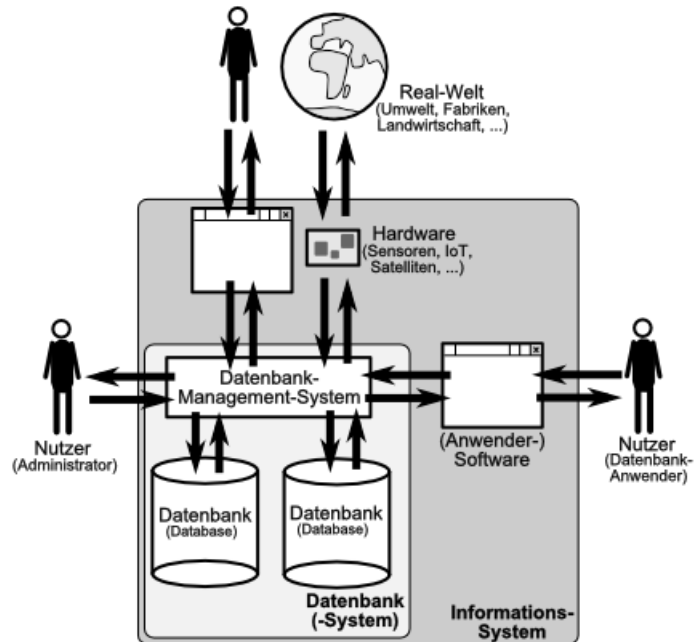 Real-Welt
(Umwelt, Fabriken,
Landwirtschaft, ...)
Hardware
(Sensoren, IoT,
Satelliten, ...)
Datenbank-
Management-System
Nutzer
(Administrator)
(Anwender-)
Software
Nutzer
(Datenbank-
Anwender)
Datenbank
(Database)
Datenbank
(Database)
Datenbank
(-System)
Informations-
System